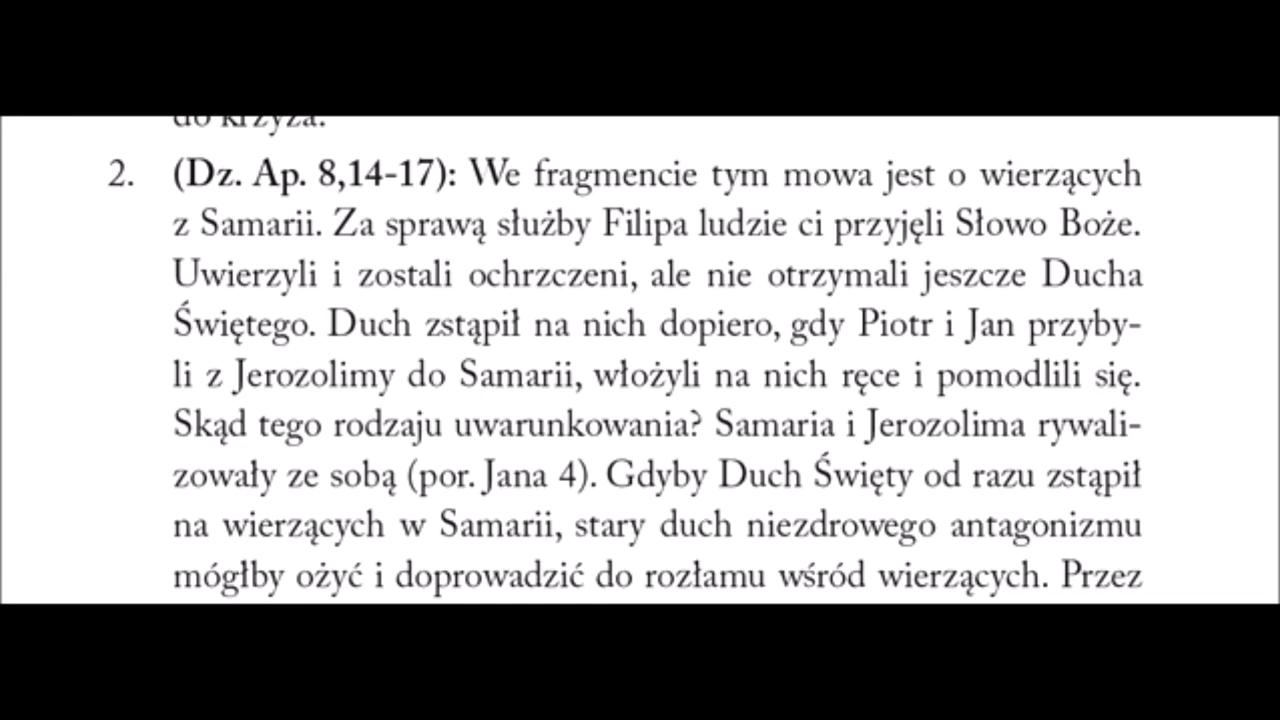 do krzyża.
2. (Dz. Ap. 8,14-17): We fragmencie tym mowa jest o wierzących
z Samarii. Za sprawą służby Filipa ludzie ci przyjęli Słowo Boże.
Uwierzyli i zostali ochrzczeni, ale nie otrzymali jeszcze Ducha
Świętego. Duch zstąpił na nich dopiero, gdy Piotr i Jan przyby-
li z Jerozolimy do Samarii, włożyli na nich ręce i pomodlili się.
Skąd tego rodzaju uwarunkowania? Samaria i Jerozolima rywali-
zowały ze sobą (por. Jana 4). Gdyby Duch Święty od razu zstąpił
na wierzących w Samarii, stary duch niezdrowego antagonizmu
mógłby ożyć i doprowadzić do rozłamu wśród wierzących. Przez